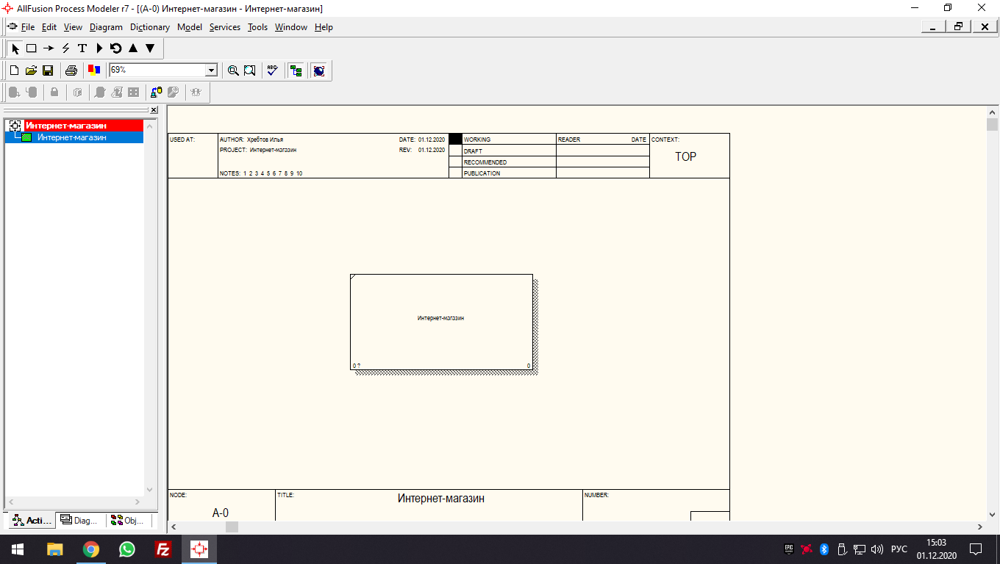 AllFusion Process Modeler r7 - [(A-0) Интернет-магазин - Интернет-магазин]
File Edit View Diagram Dictionary Model Services Tools Window Help
69%
ABC
Интернет-магазин
Интернет-магазин
USED AT:
AUTHOR: Хребтов Илья
DATE: 01.12.2020
PROJECT: Интернет-магазин
REV: 01.12.2020
NOTES: 1 2 3 4 5 6 7 8 9 10
WORKING
DRAFT
RECOMMENDED
PUBLICATION
READER
DATE
CONTEXT:
TOP
Интернет-магазин
0 ?
0
NODE:
A-0
TITLE:
Интернет-магазин
NUMBER:
Acti...
Diag...
Obj...
EPIC
РУС
15:03
01.12.2020